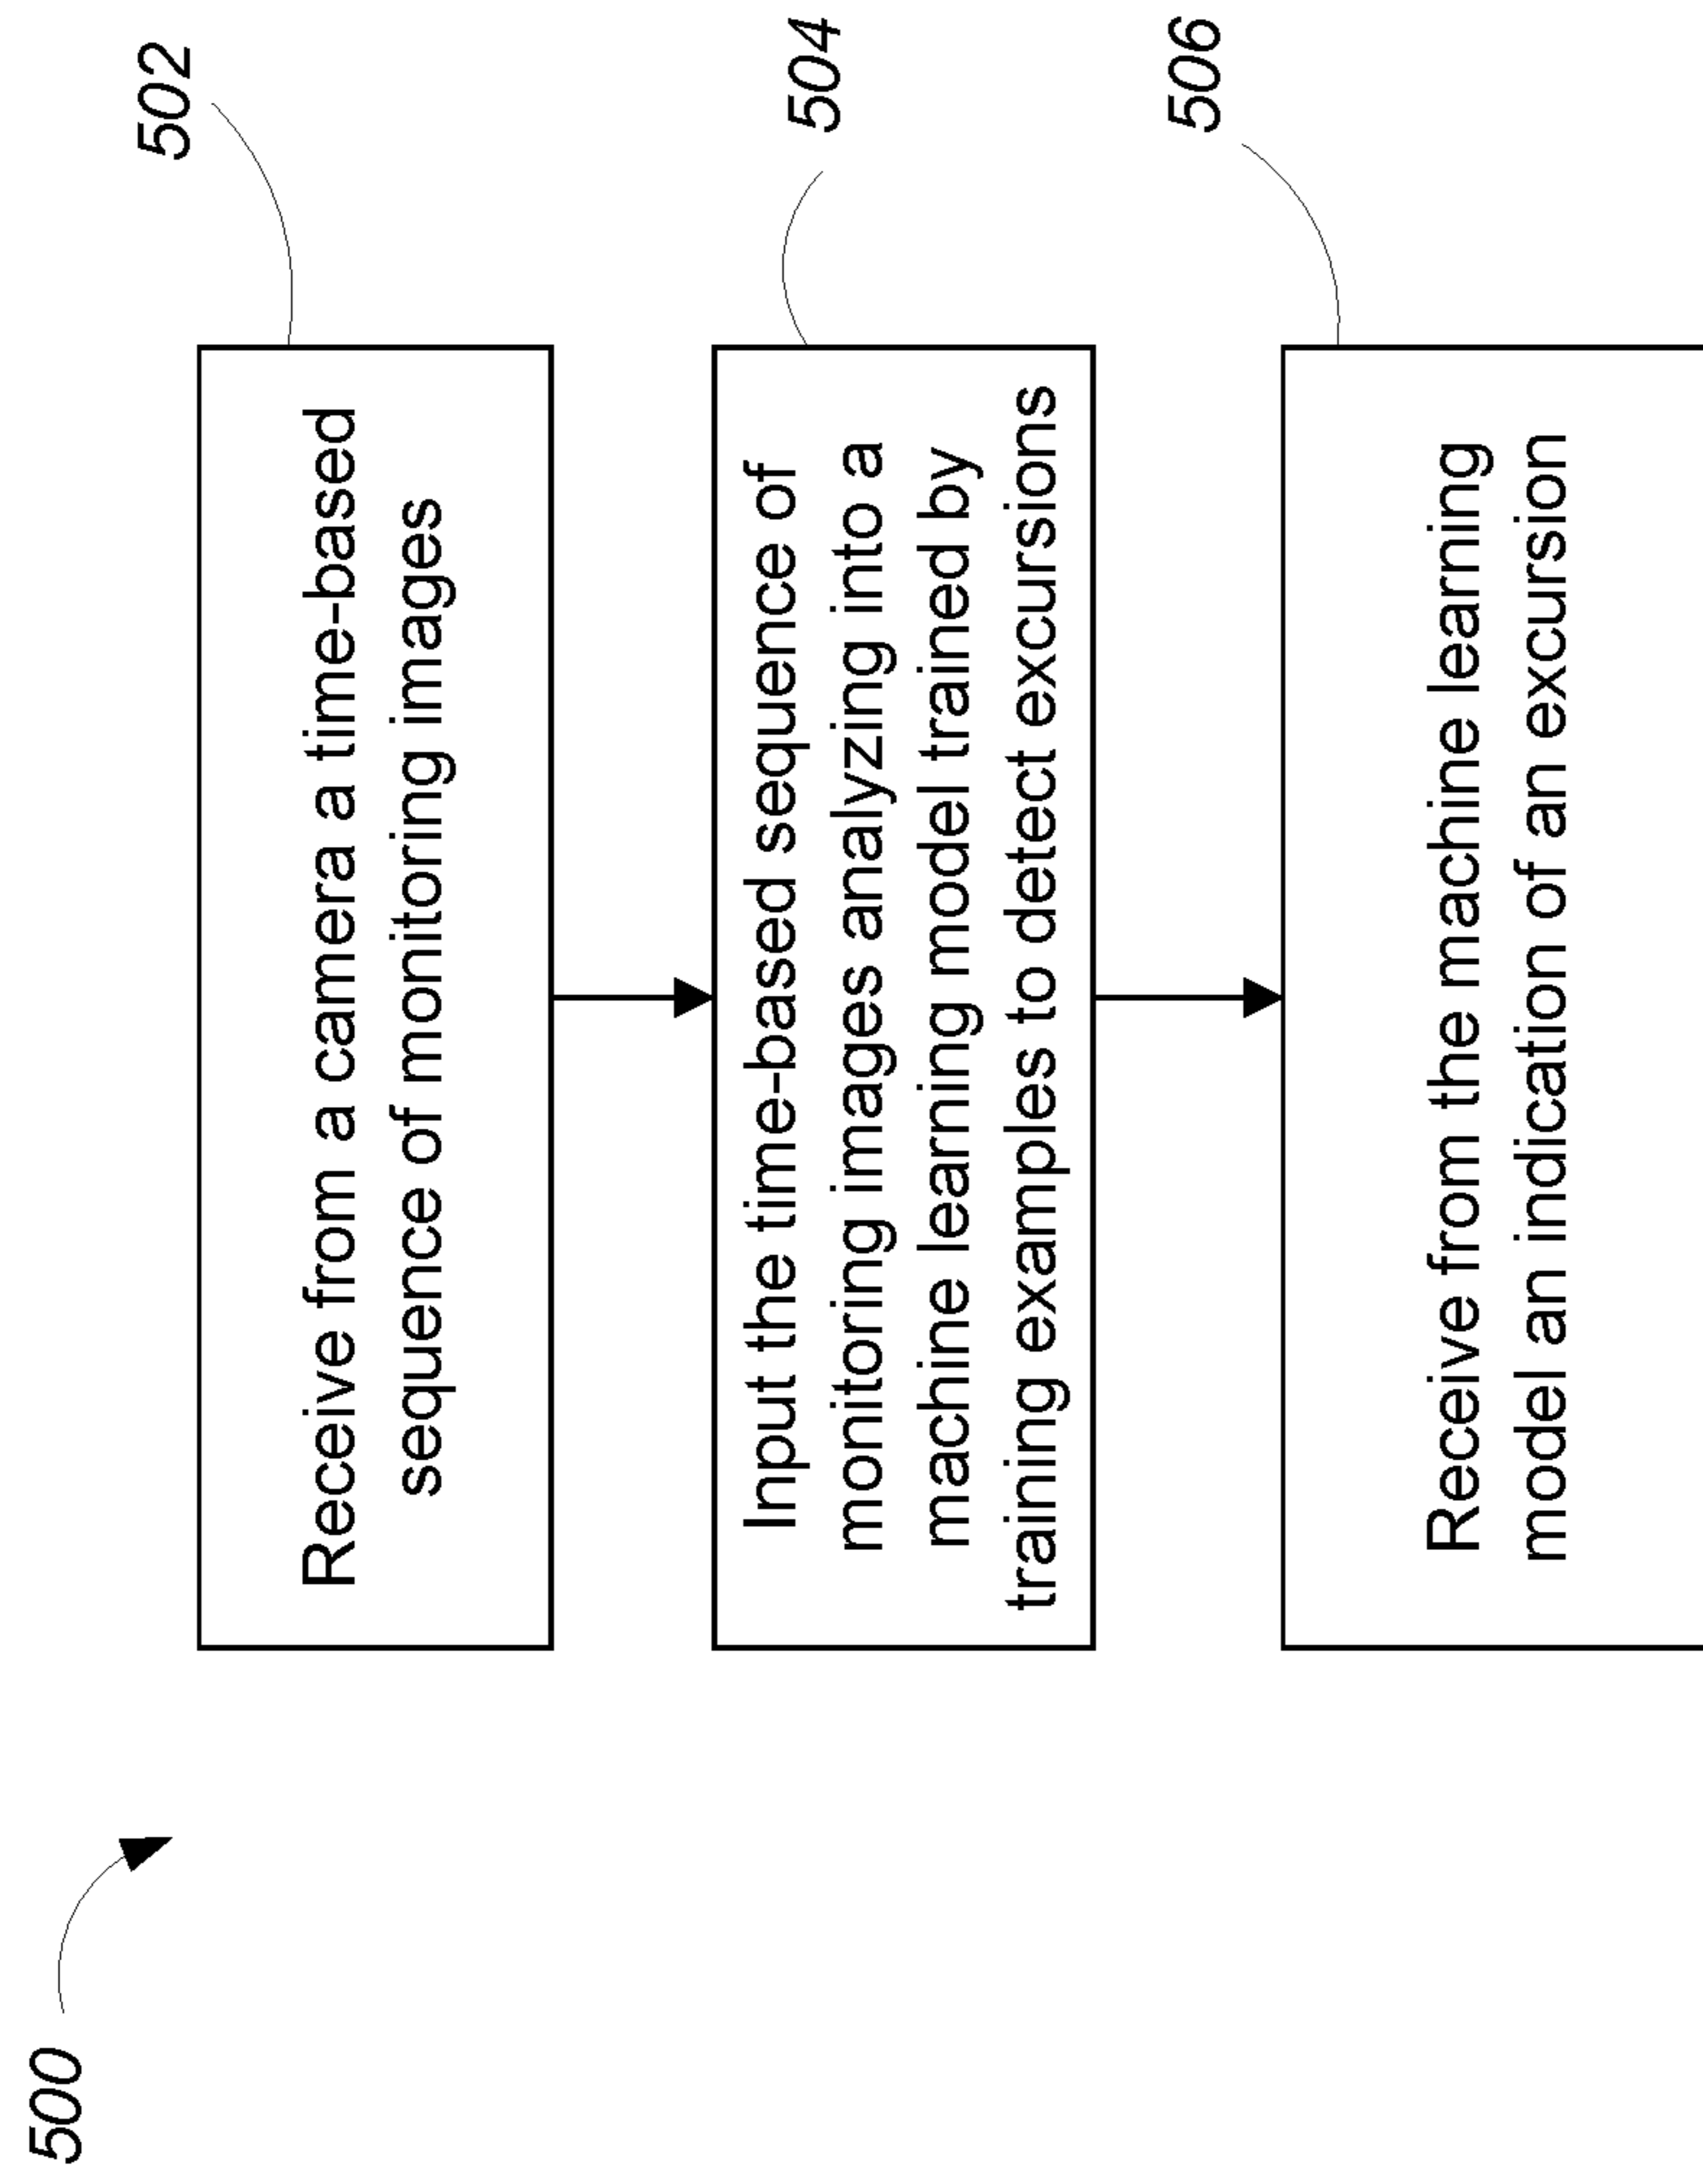 500
502
Receive from a camera a time-based
sequence of monitoring images
504
Input the time-based sequence of
monitoring images analyzing into a
machine learning model trained by
training examples to detect excursions
506
Receive from the machine learning
model an indication of an excursion